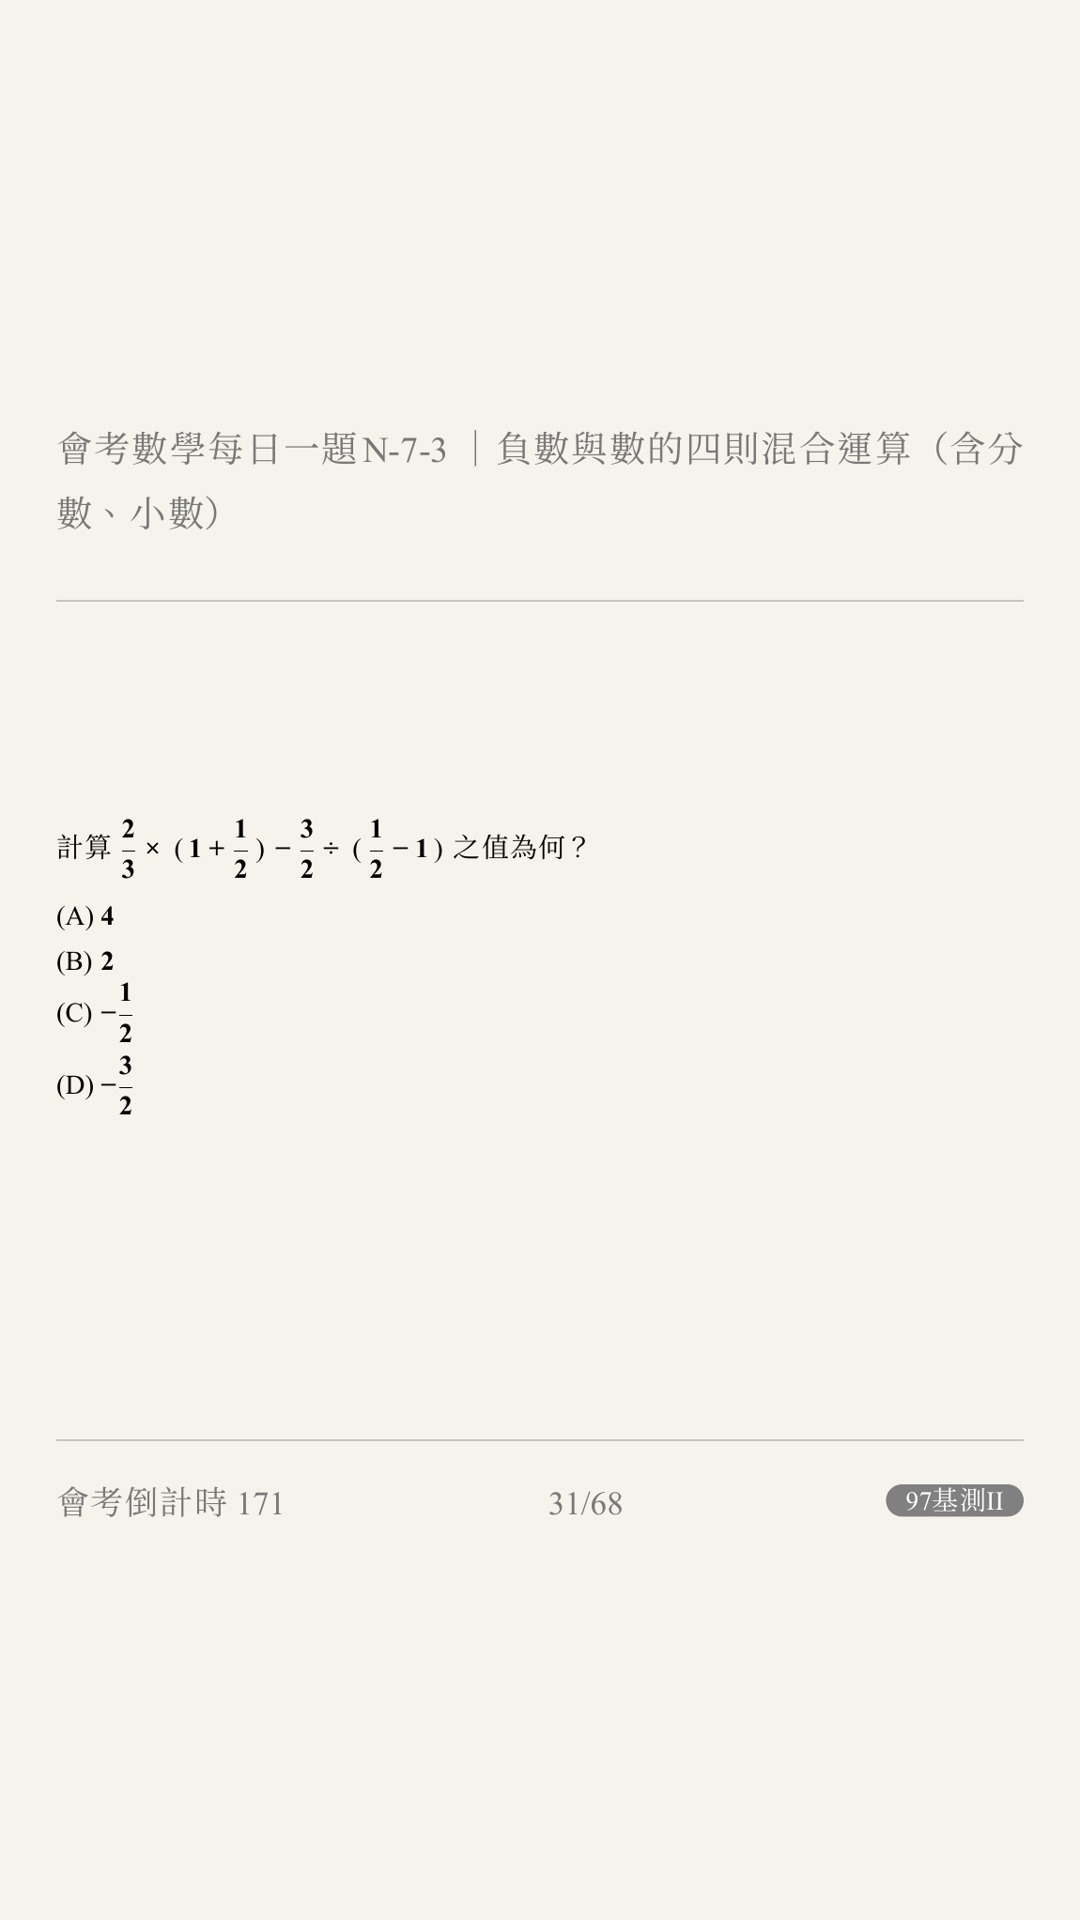 會考數學每日一題N-7-3 ｜負數與數的四則混合運算（含分
數、小數）
計算 2/3 × (1 + 1/2) − 3/2 ÷ (1/2 − 1) 之值為何？
(A) 4
(B) 2
(C) −1/2
(D) −3/2
會考倒計時 171 31/68 97基測II